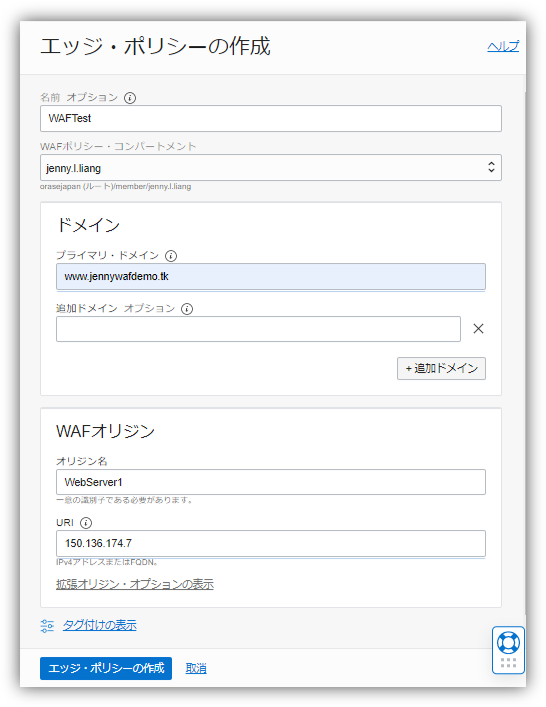 エッジ・ポリシーの作成
ヘルプ
名前 オプション
WAFTest
WAFポリシー・コンパートメント
jenny.l.liang
orasejapan (ルート)/member/jenny.l.liang
ドメイン
プライマリ・ドメイン
www.jennywafdemo.tk
追加ドメイン オプション
+ 追加ドメイン
WAFオリジン
オリジン名
WebServer1
一意の識別子である必要があります。
URI
150.136.174.7
IPv4アドレスまたはFQDN。
拡張オリジン・オプションの表示
タグ付けの表示
エッジ・ポリシーの作成
取消